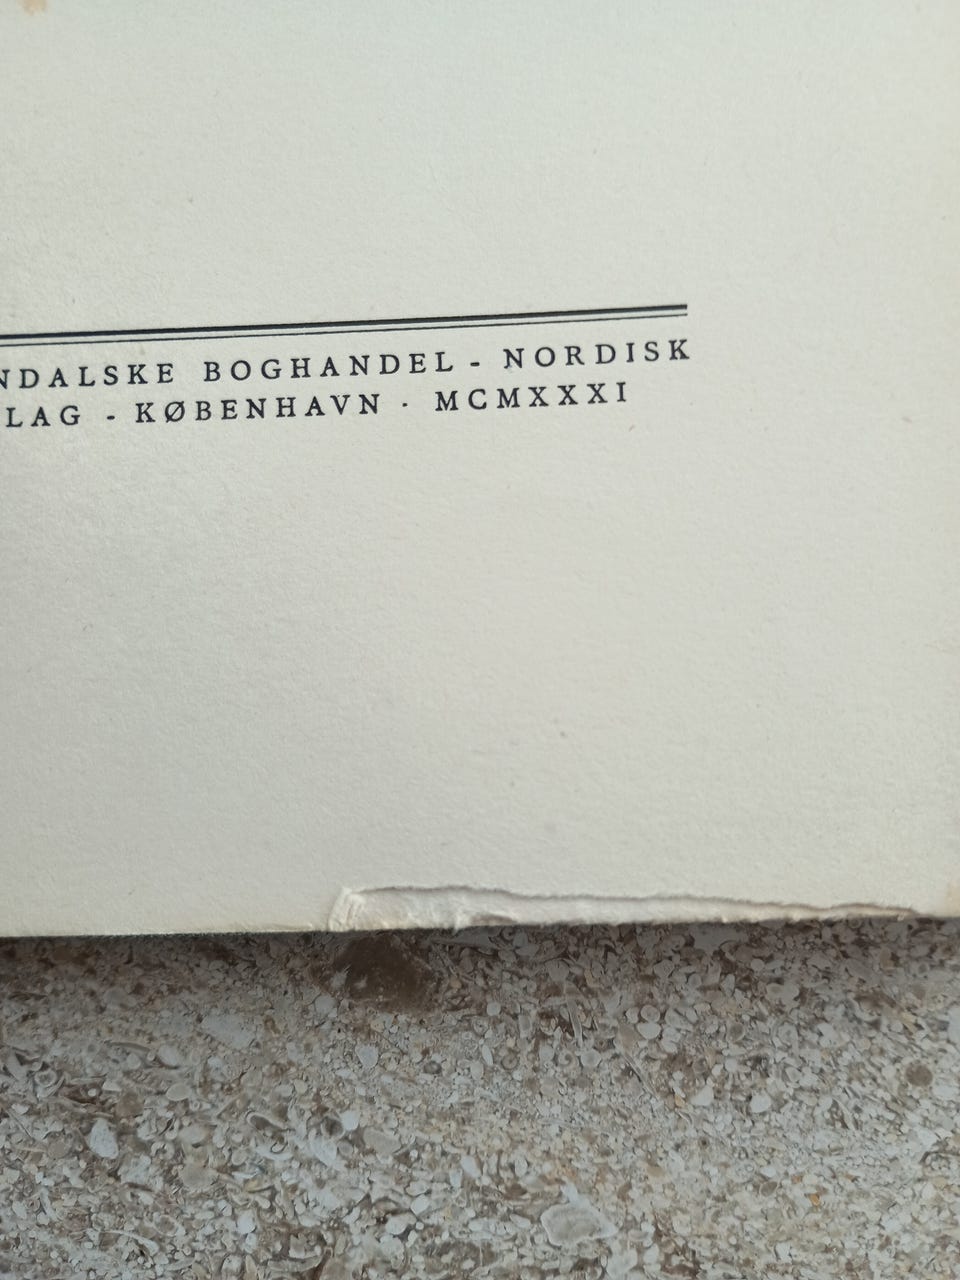 NDALSKE BOGHANDEL - NORDISK
LAG - KØBENHAVN · MCMXXXI